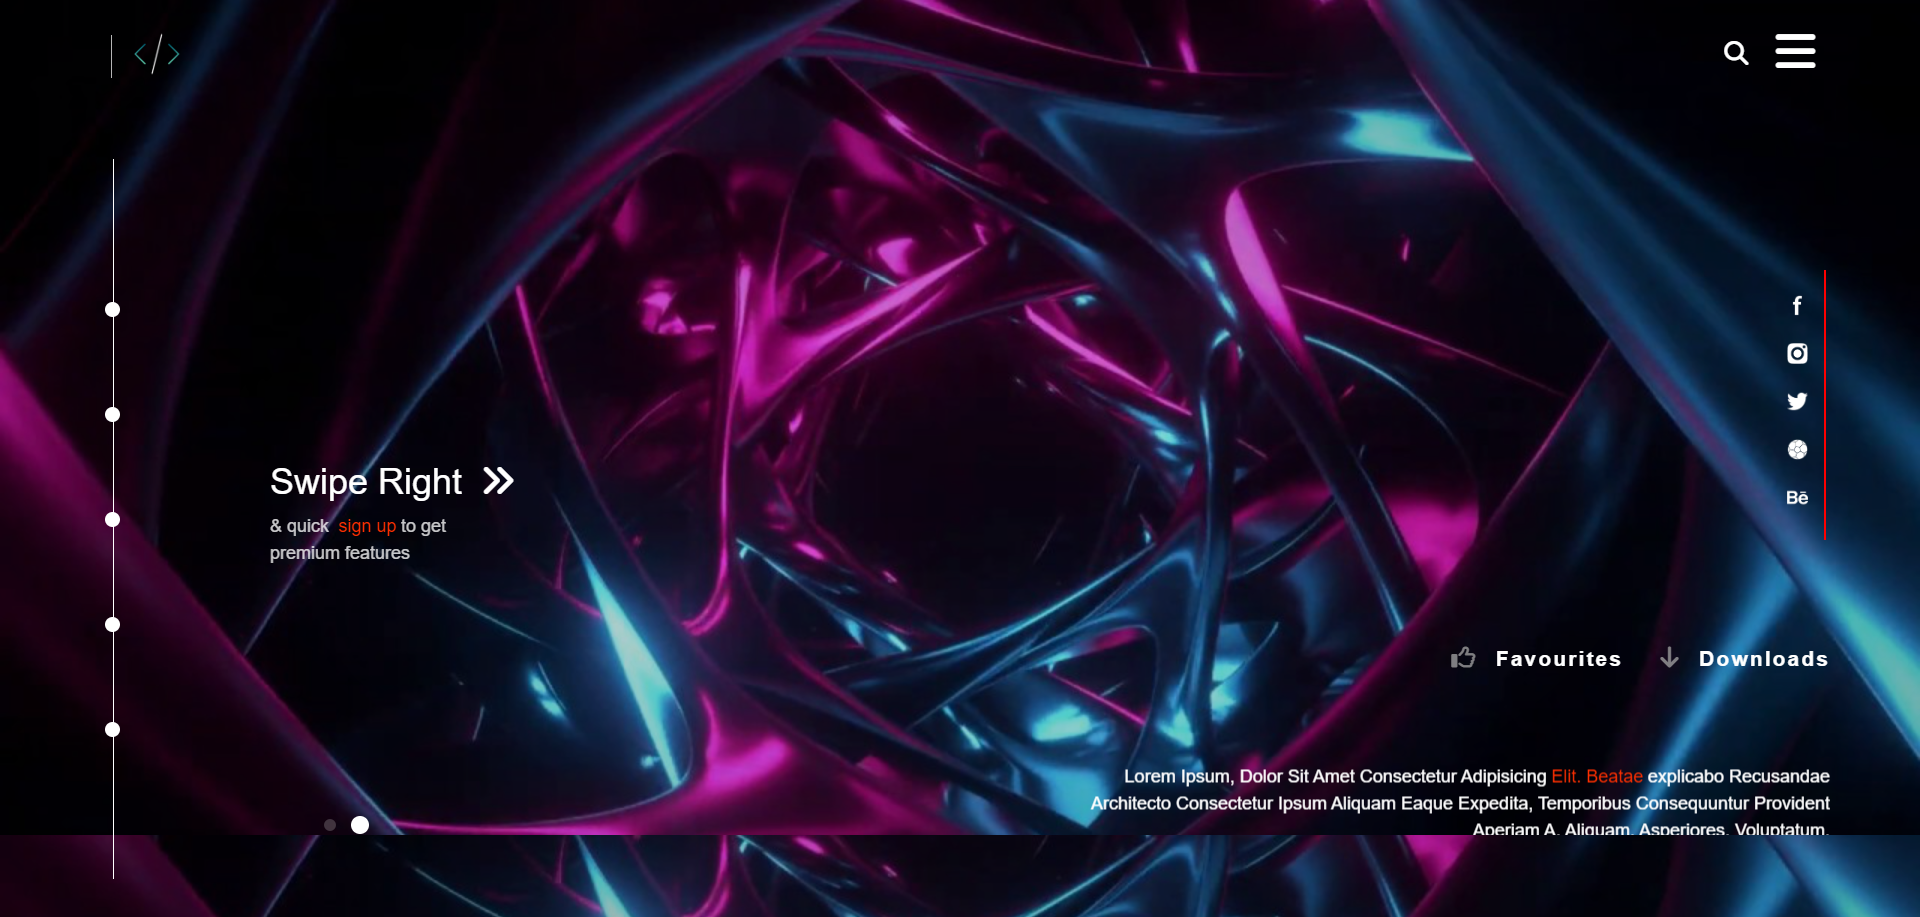 </>
Swipe Right
& quick sign up to get
premium features
Favourites
Downloads
Lorem Ipsum, Dolor Sit Amet Consectetur Adipisicing Elit. Beatae explicabo Recusandae
Architecto Consectetur Ipsum Aliquam Eaque Expedita, Temporibus Consequuntur Provident
Aperiam A. Aliquam. Asperiores. Voluptatum.